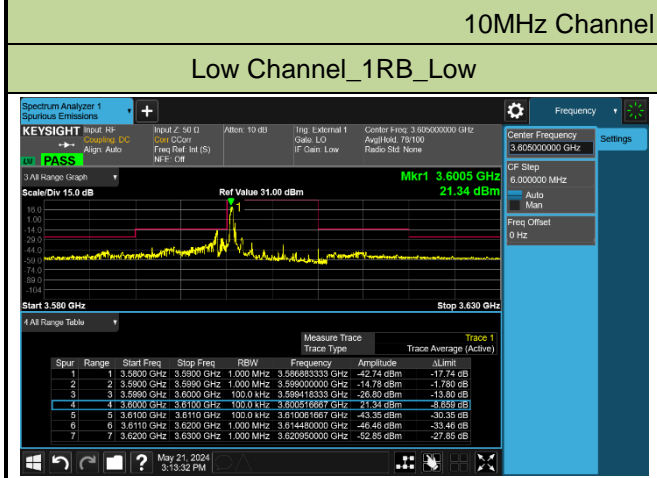 10MHz Channel
Low Channel_1RB_Low
Spectrum Analyzer 1
Spurious Emissions
Frequency
KEYSIGHT Input: RF Input Z: 50 Ω Atten: 10 dB Trig: External 1 Center Freq: 3.605000000 GHz
Coupling: DC Corr CCorr Gate: LO Avg|Hold: 78/100
Align: Auto Freq Ref: Int (S) IF Gain: Low Radio Std: None
NFE: Off
LW PASS
Center Frequency
3.605000000 GHz
Settings
CF Step
6.000000 MHz
Auto
Man
Freq Offset
0 Hz
3 All Range Graph
Mkr1 3.6005 GHz
Scale/Div 15.0 dB Ref Value 31.00 dBm 21.34 dBm
1
16.0
1.00
-14.0
-29.0
-44.0
-59.0
-74.0
-89.0
-104
Start 3.580 GHz Stop 3.630 GHz
4 All Range Table
Measure Trace Trace 1
Trace Type Trace Average (Active)
Spur Range Start Freq Stop Freq RBW Frequency Amplitude ΔLimit
1 1 3.5800 GHz 3.5900 GHz 1.000 MHz 3.586883333 GHz -42.74 dBm -17.74 dB
2 2 3.5900 GHz 3.5990 GHz 1.000 MHz 3.599000000 GHz -14.78 dBm -1.780 dB
3 3 3.5990 GHz 3.6000 GHz 100.0 kHz 3.599418333 GHz -26.80 dBm -13.80 dB
4 4 3.6000 GHz 3.6100 GHz 100.0 kHz 3.600516667 GHz 21.34 dBm -8.659 dB
5 5 3.6100 GHz 3.6110 GHz 100.0 kHz 3.610061667 GHz -43.35 dBm -30.35 dB
6 6 3.6110 GHz 3.6200 GHz 1.000 MHz 3.614480000 GHz -46.46 dBm -33.46 dB
7 7 3.6200 GHz 3.6300 GHz 1.000 MHz 3.620950000 GHz -52.85 dBm -27.85 dB
May 21, 2024
3:13:32 PM